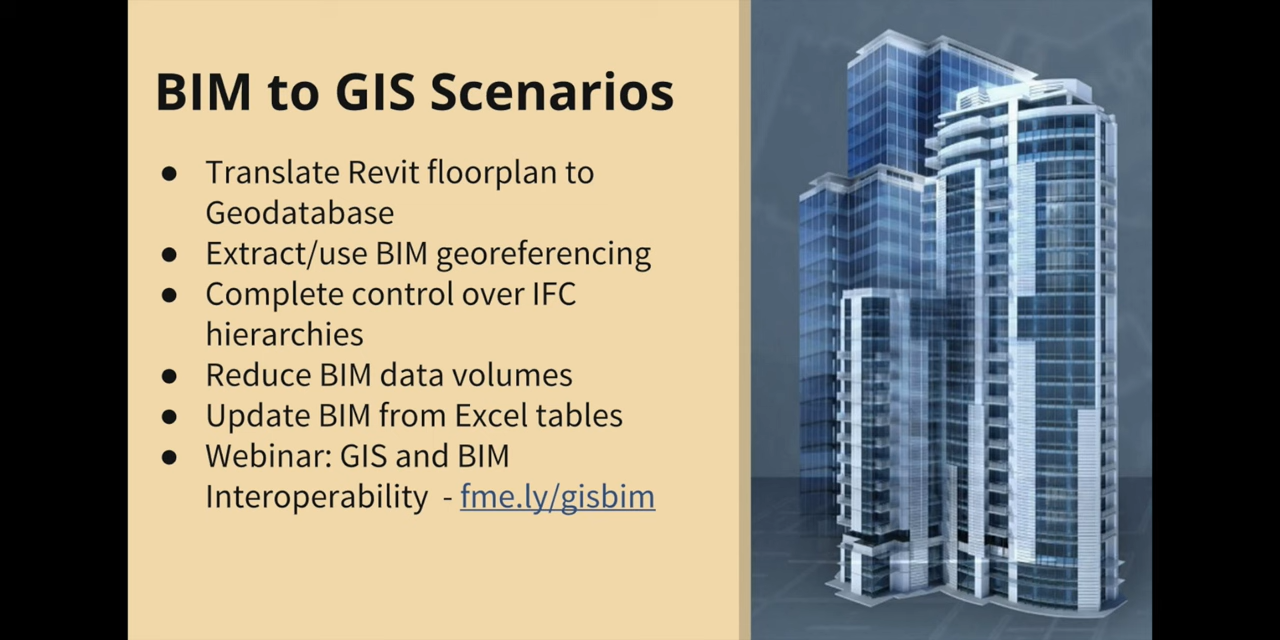 BIM to GIS Scenarios
● Translate Revit floorplan to
Geodatabase
● Extract/use BIM georeferencing
● Complete control over IFC
hierarchies
● Reduce BIM data volumes
● Update BIM from Excel tables
● Webinar: GIS and BIM
Interoperability - fme.ly/gisbim